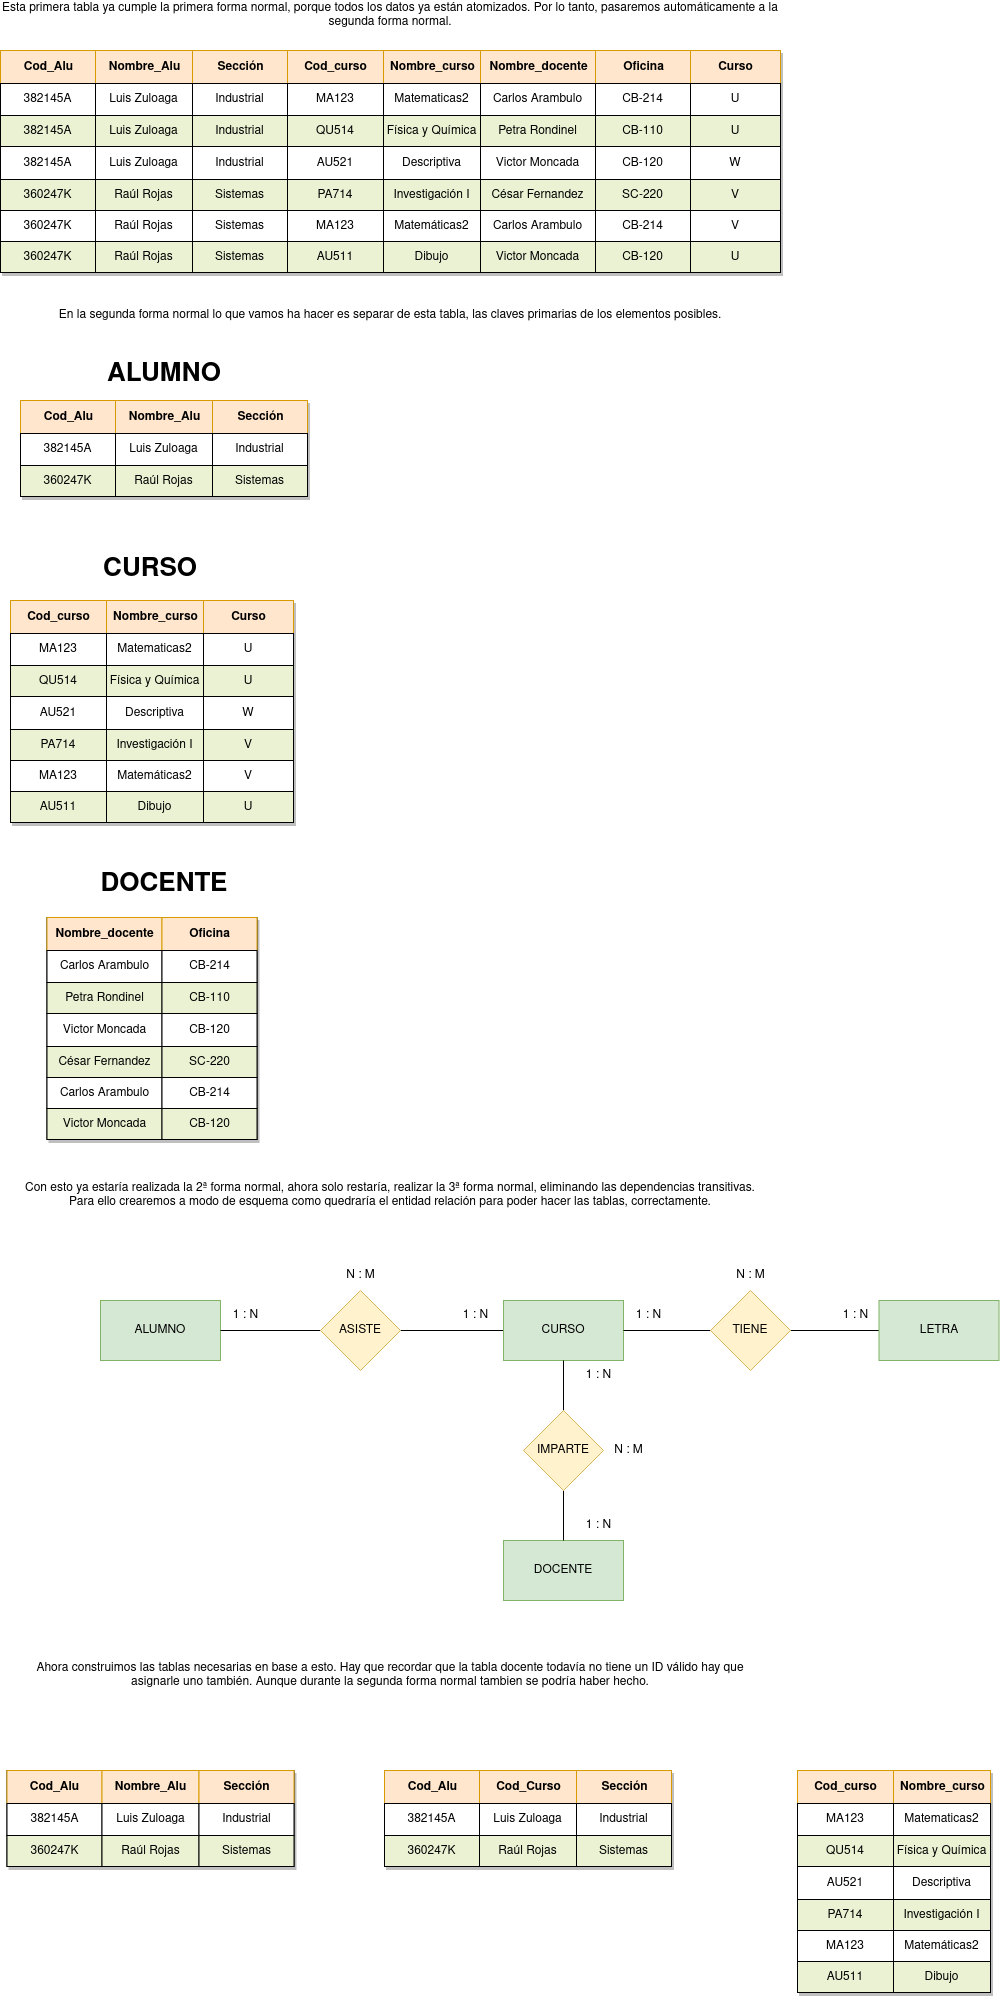 Esta primera tabla ya cumple la primera forma normal, porque todos los datos ya están atomizados. Por lo tanto, pasaremos automáticamente a la
segunda forma normal.
Cod_Alu Nombre_Alu Sección Cod_curso Nombre_curso Nombre_docente Oficina Curso
382145A Luis Zuloaga Industrial MA123 Matematicas2 Carlos Arambulo CB-214 U
382145A Luis Zuloaga Industrial QU514 Física y Química Petra Rondinel CB-110 U
382145A Luis Zuloaga Industrial AU521 Descriptiva Victor Moncada CB-120 W
360247K Raúl Rojas Sistemas PA714 Investigación I César Fernandez SC-220 V
360247K Raúl Rojas Sistemas MA123 Matemáticas2 Carlos Arambulo CB-214 V
360247K Raúl Rojas Sistemas AU511 Dibujo Victor Moncada CB-120 U
En la segunda forma normal lo que vamos ha hacer es separar de esta tabla, las claves primarias de los elementos posibles.
ALUMNO
Cod_Alu Nombre_Alu Sección
382145A Luis Zuloaga Industrial
360247K Raúl Rojas Sistemas
CURSO
Cod_curso Nombre_curso Curso
MA123 Matematicas2 U
QU514 Física y Química U
AU521 Descriptiva W
PA714 Investigación I V
MA123 Matemáticas2 V
AU511 Dibujo U
DOCENTE
Nombre_docente Oficina
Carlos Arambulo CB-214
Petra Rondinel CB-110
Victor Moncada CB-120
César Fernandez SC-220
Carlos Arambulo CB-214
Victor Moncada CB-120
Con esto ya estaría realizada la 2ª forma normal, ahora solo restaría, realizar la 3ª forma normal, eliminando las dependencias transitivas.
Para ello crearemos a modo de esquema como quedraría el entidad relación para poder hacer las tablas, correctamente.
N : M N : M
1 : N 1 : N 1 : N 1 : N
ALUMNO ASISTE CURSO TIENE LETRA
1 : N
IMPARTE N : M
1 : N
DOCENTE
Ahora construimos las tablas necesarias en base a esto. Hay que recordar que la tabla docente todavía no tiene un ID válido hay que
asignarle uno también. Aunque durante la segunda forma normal tambien se podría haber hecho.
Cod_Alu Nombre_Alu Sección
382145A Luis Zuloaga Industrial
360247K Raúl Rojas Sistemas
Cod_Alu Cod_Curso Sección
382145A Luis Zuloaga Industrial
360247K Raúl Rojas Sistemas
Cod_curso Nombre_curso
MA123 Matematicas2
QU514 Física y Química
AU521 Descriptiva
PA714 Investigación I
MA123 Matemáticas2
AU511 Dibujo